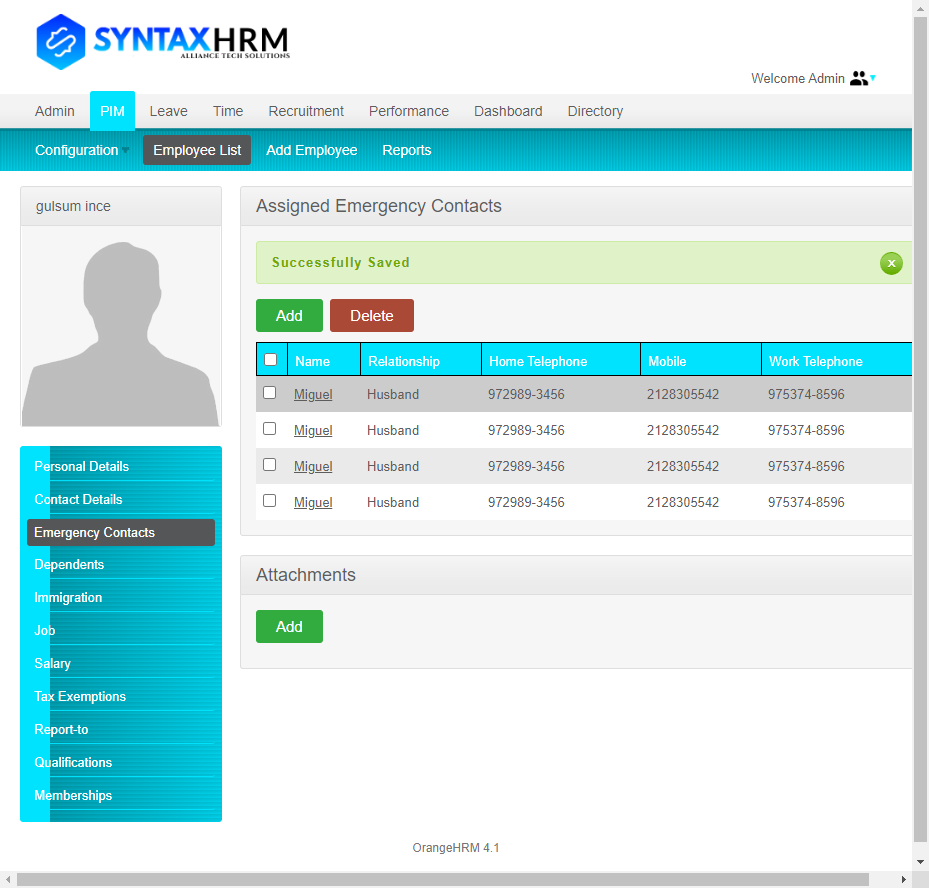 SYNTAXHRM
ALLIANCE TECH SOLUTIONS
Welcome Admin
Admin PIM Leave Time Recruitment Performance Dashboard Directory
Configuration Employee List Add Employee Reports
gulsum ince
Assigned Emergency Contacts
Successfully Saved
Add Delete
Name Relationship Home Telephone Mobile Work Telephone
Miguel Husband 972989-3456 2128305542 975374-8596
Miguel Husband 972989-3456 2128305542 975374-8596
Miguel Husband 972989-3456 2128305542 975374-8596
Miguel Husband 972989-3456 2128305542 975374-8596
Personal Details
Contact Details
Emergency Contacts
Dependents
Immigration
Job
Salary
Tax Exemptions
Report-to
Qualifications
Memberships
Attachments
Add
OrangeHRM 4.1